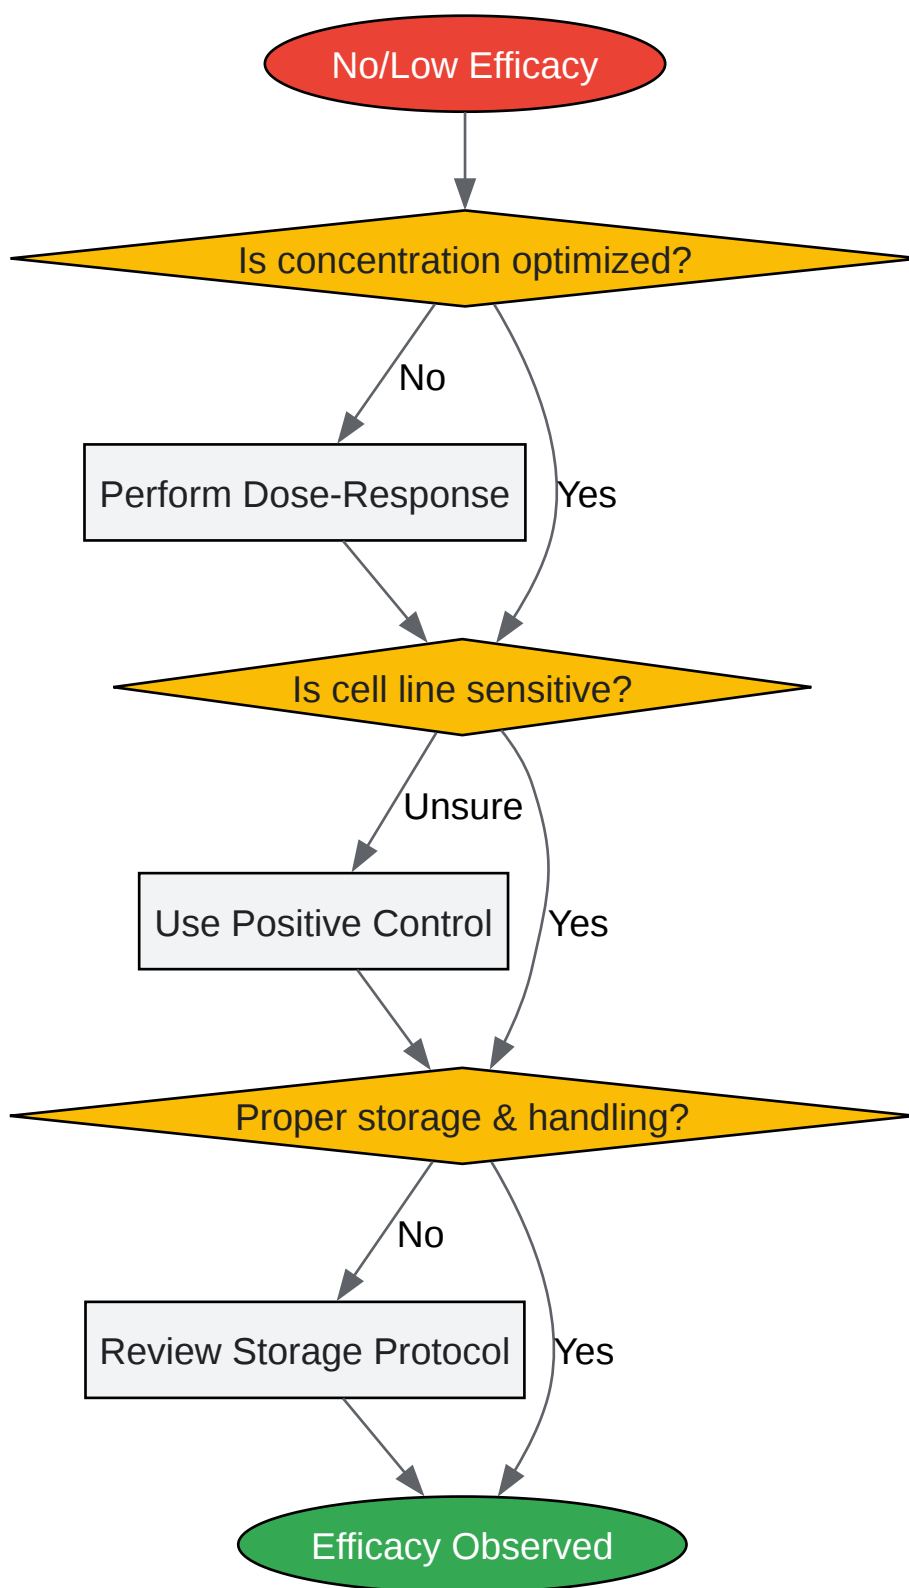 No/Low Efficacy
Is concentration optimized?
No
Perform Dose-Response
Yes
Is cell line sensitive?
Unsure
Use Positive Control
Yes
Proper storage & handling?
No
Review Storage Protocol
Yes
Efficacy Observed